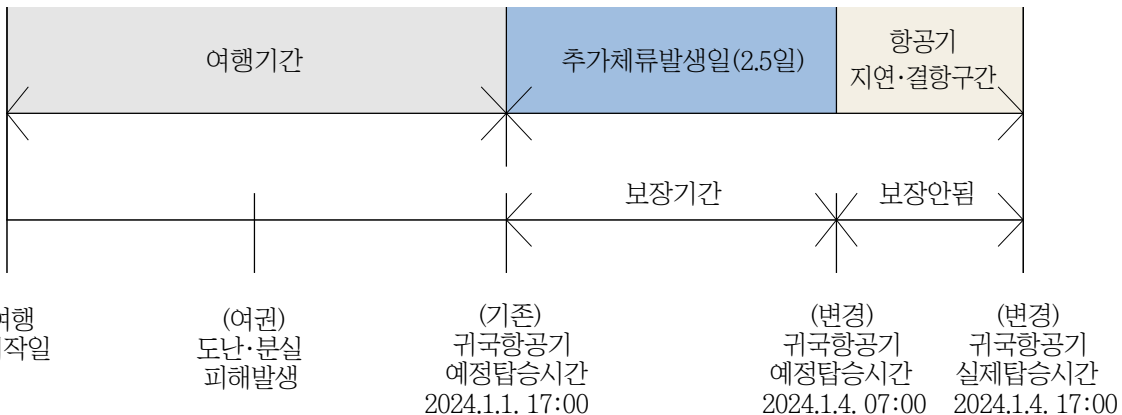 여행기간
추가체류발생일(2.5일)
항공기
지연·결항구간
보장기간
보장안됨
(여권)
도난·분실
피해발생
(기존)
귀국항공기
예정탑승시간
2024.1.1. 17:00
(변경)
귀국항공기
예정탑승시간
2024.1.4. 07:00
(변경)
귀국항공기
실제탑승시간
2024.1.4. 17:00